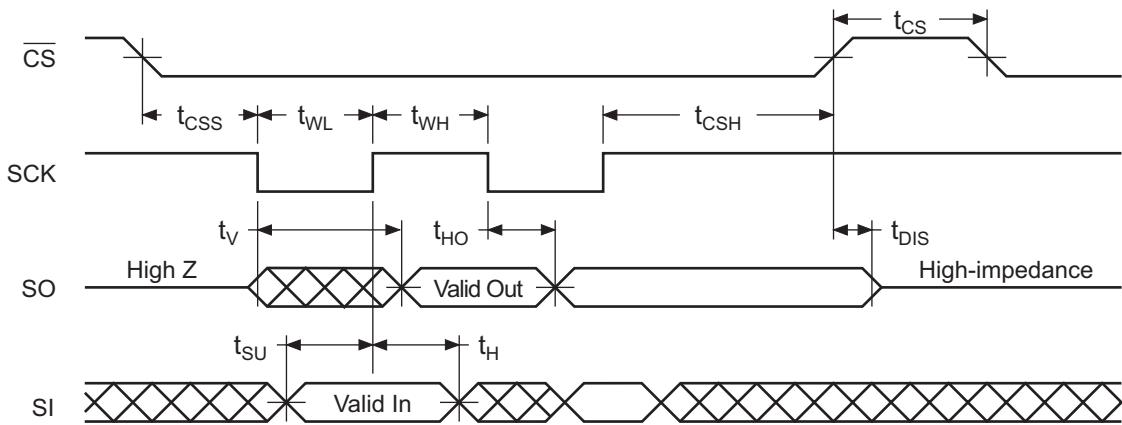 t_CS
C̅S̅
t_CSS t_WL t_WH t_CSH
SCK
t_V t_HO t_DIS
High Z High-impedance
SO Valid Out
t_SU t_H
SI Valid In